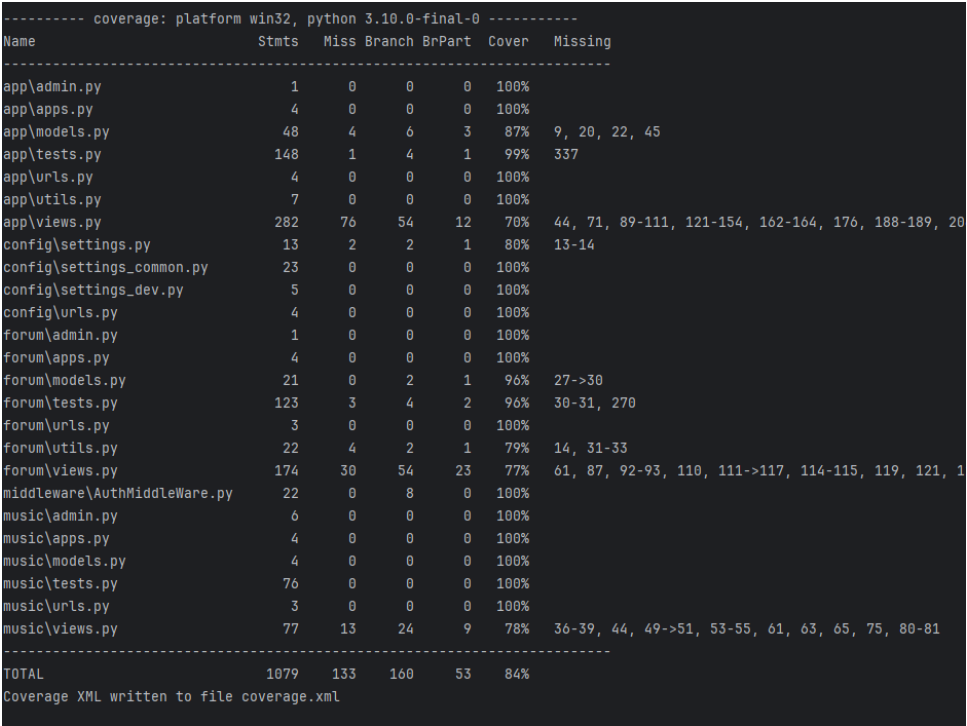 ---------- coverage: platform win32, python 3.10.0-final-0 -----------
Name                            Stmts   Miss Branch BrPart  Cover   Missing
---------------------------------------------------------------------------
app\admin.py                        1      0      0      0   100%
app\apps.py                         4      0      0      0   100%
app\models.py                      48      4      6      3    87%   9, 20, 22, 45
app\tests.py                      148      1      4      1    99%   337
app\urls.py                         4      0      0      0   100%
app\utils.py                        7      0      0      0   100%
app\views.py                      282     76     54     12    70%   44, 71, 89-111, 121-154, 162-164, 176, 188-189, 20
config\settings.py                 13      2      2      1    80%   13-14
config\settings_common.py          23      0      0      0   100%
config\settings_dev.py              5      0      0      0   100%
config\urls.py                      4      0      0      0   100%
forum\admin.py                      1      0      0      0   100%
forum\apps.py                       4      0      0      0   100%
forum\models.py                    21      0      2      1    96%   27->30
forum\tests.py                    123      3      4      2    96%   30-31, 270
forum\urls.py                       3      0      0      0   100%
forum\utils.py                     22      4      2      1    79%   14, 31-33
forum\views.py                    174     30     54     23    77%   61, 87, 92-93, 110, 111->117, 114-115, 119, 121, 1
middleware\AuthMiddleWare.py       22      0      8      0   100%
music\admin.py                      6      0      0      0   100%
music\apps.py                       4      0      0      0   100%
music\models.py                     4      0      0      0   100%
music\tests.py                     76      0      0      0   100%
music\urls.py                       3      0      0      0   100%
music\views.py                     77     13     24      9    78%   36-39, 44, 49->51, 53-55, 61, 63, 65, 75, 80-81
---------------------------------------------------------------------------
TOTAL                            1079    133    160     53    84%
Coverage XML written to file coverage.xml